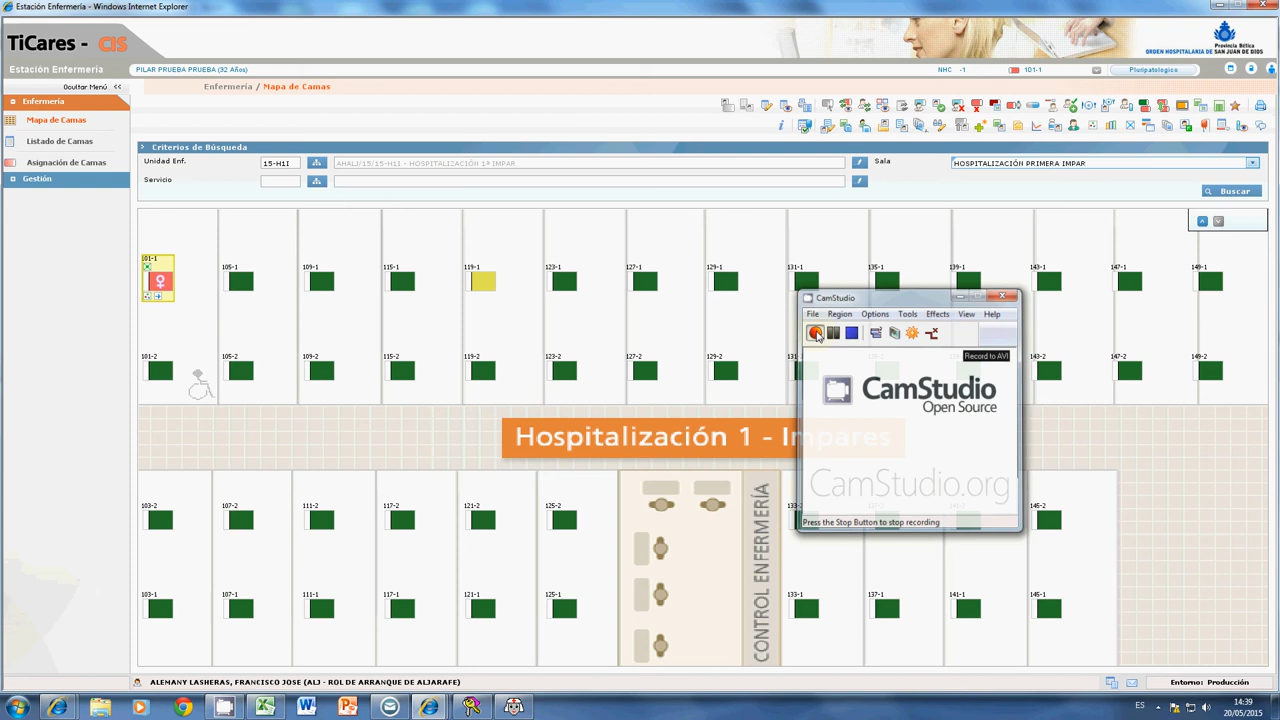 Estación Enfermería - Windows Internet Explorer
TiCares - CIS
Provincia Bética
ORDEN HOSPITALARIA DE SAN JUAN DE DIOS
Estación Enfermería
PILAR PRUEBA PRUEBA (32 Años)
NHC -1
101-1
Pluripatologico
Ocultar Menú <<
Enfermería / Mapa de Camas
Enfermería
Mapa de Camas
Listado de Camas
Asignación de Camas
Gestión
Criterios de Búsqueda
Unidad Enf.
15-H1I
AHALJ/15/15-H1I - HOSPITALIZACIÓN 1ª IMPAR
Sala
HOSPITALIZACIÓN PRIMERA IMPAR
Servicio
Buscar
101-1
105-1
109-1
115-1
119-1
123-1
127-1
129-1
131-1
135-1
139-1
143-1
147-1
149-1
CamStudio
File
Region
Options
Tools
Effects
View
Help
Record to AVI
CamStudio
Open Source
CamStudio.org
Press the Stop Button to stop recording
101-2
105-2
109-2
115-2
119-2
123-2
127-2
129-2
143-2
147-2
149-2
Hospitalización 1 - Impares
103-2
107-2
111-2
117-2
121-2
125-2
145-2
CONTROL ENFERMERÍA
103-1
107-1
111-1
117-1
121-1
125-1
133-1
137-1
141-1
145-1
ALEMANY LASHERAS, FRANCISCO JOSE (ALJ - ROL DE ARRANQUE DE ALJARAFE)
Entorno: Producción
ES
14:39
20/05/2015